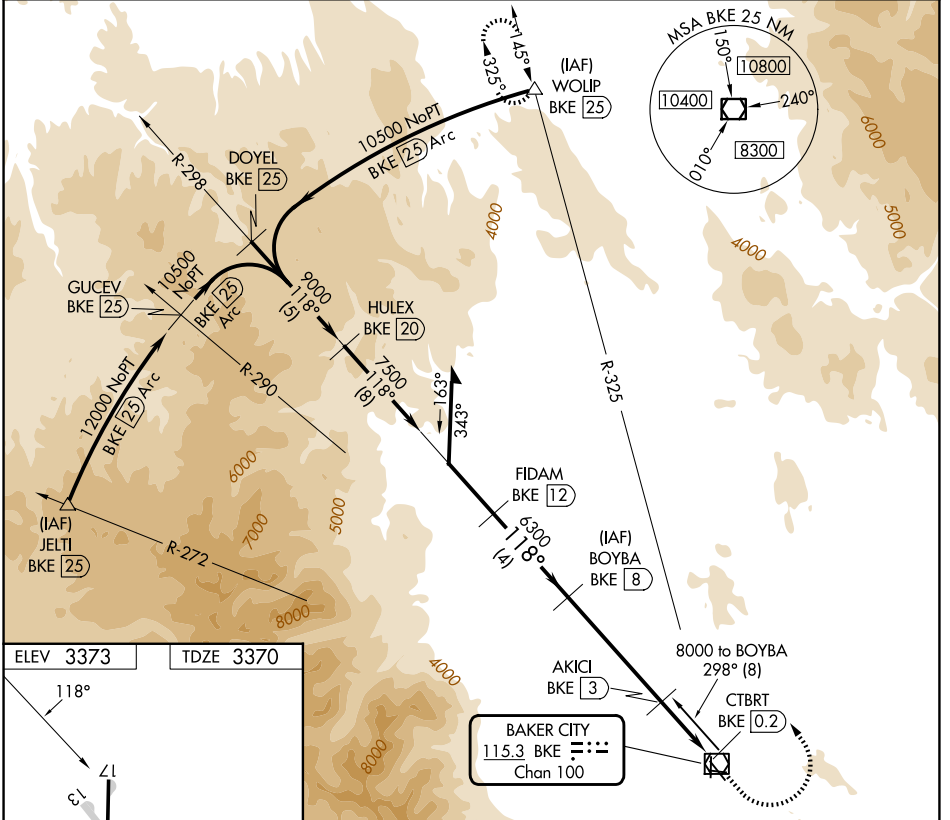 MSA BKE 25 NM
150°
10800
10400
240°
8300
010°
145°
325°
(IAF)
WOLIP
BKE 25
10500 NoPT
BKE 25 Arc
R-298
DOYEL
BKE 25
GUCEV
BKE 25
10500
NoPT
BKE 25
Arc
9000
118°
(5)
HULEX
BKE 20
7500
118°
(8)
163°
343°
R-290
R-325
12000 NoPT
BKE 25 Arc
(IAF)
JELTI
BKE 25
R-272
FIDAM
BKE 12
6300
118°
(4)
(IAF)
BOYBA
BKE 8
8000 to BOYBA
298° (8)
AKICI
BKE 3
CTBRT
BKE 0.2
BAKER CITY
115.3 BKE
Chan 100
6000
5000
4000
4000
6000
7000
5000
8000
4000
8000
ELEV 3373
TDZE 3370
118°
17
13